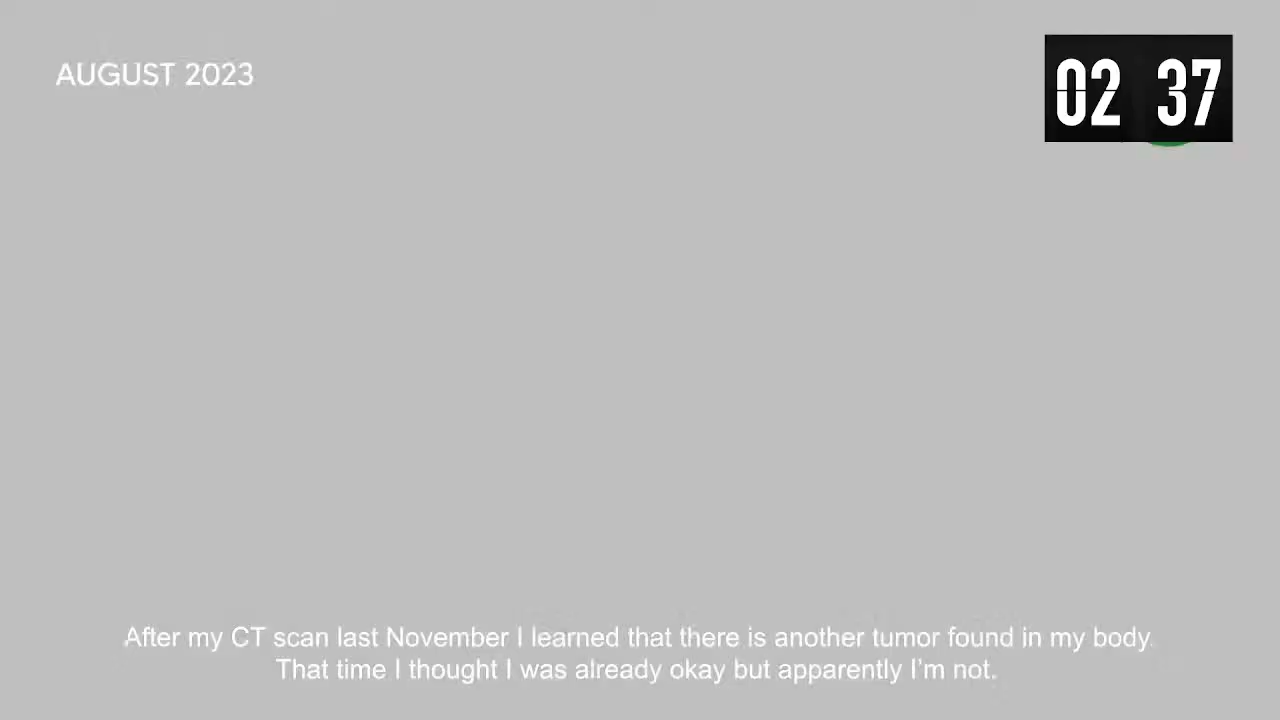 AUGUST 2023
02 37
After my CT scan last November I learned that there is another tumor found in my body.
That time I thought I was already okay but apparently I'm not.